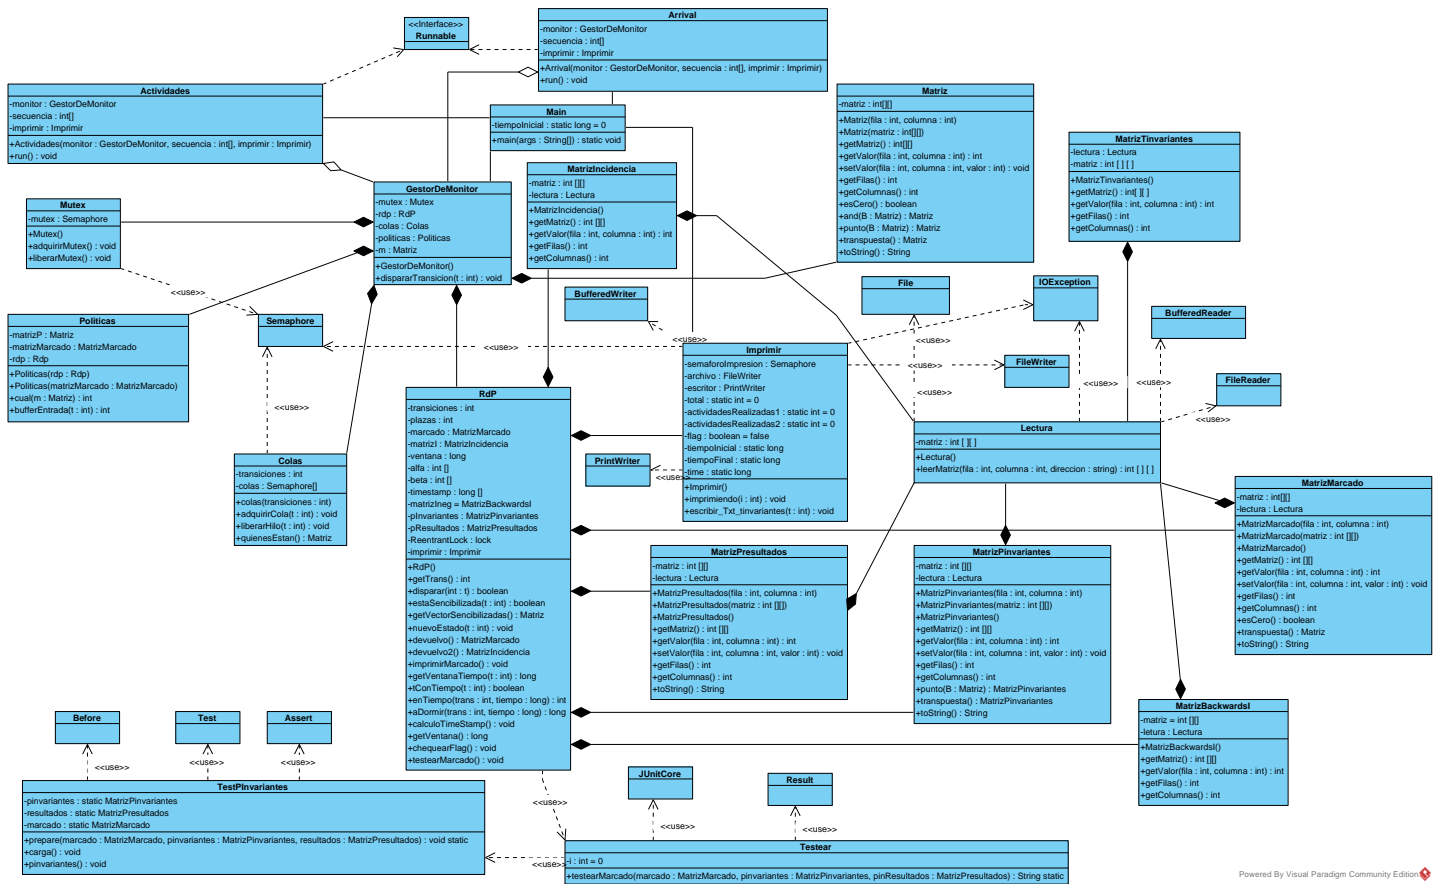 <<Interface>>
Runnable
Arrival
-monitor : GestorDeMonitor
-secuencia : int[]
-imprimir : Imprimir
+Arrival(monitor : GestorDeMonitor, secuencia : int[], imprimir : Imprimir)
+run() : void
Actividades
-monitor : GestorDeMonitor
-secuencia : int[]
-imprimir : Imprimir
+Actividades(monitor : GestorDeMonitor, secuencia : int[], imprimir : Imprimir)
+run() : void
Main
-tiempoInicial : static long = 0
+main(args : String[]) : static void
Matriz
-matriz : int[][]
+Matriz(fila : int, columna : int)
+Matriz(matriz : int[][])
+getMatriz() : int[][]
+getValor(fila : int, columna : int) : int
+setValor(fila : int, columna : int, valor : int) : void
+getFilas() : int
+getColumnas() : int
+esCero() : boolean
+and(B : Matriz) : Matriz
+punto(B : Matriz) : Matriz
+transpuesta() : Matriz
+toString() : String
MatrizTinvariantes
-lectura : Lectura
-matriz : int [ ] [ ]
+MatrizTinvariantes()
+getMatriz() : int[ ][ ]
+getValor(fila : int, columna : int) : int
+getFilas() : int
+getColumnas() : int
MatrizIncidencia
-matriz : int [][]
-lectura : Lectura
+MatrizIncidencia()
+getMatriz() : int [][]
+getValor(fila : int, columna : int) : int
+getFilas() : int
+getColumnas() : int
GestorDeMonitor
-mutex : Mutex
-rdp : RdP
-colas : Colas
-politicas : Politicas
-m : Matriz
+GestorDeMonitor()
+dispararTransicion(t : int) : void
Mutex
-mutex : Semaphore
+Mutex()
+adquirirMutex() : void
+liberarMutex() : void
<<use>>
Politicas
-matrizP : Matriz
-matrizMarcado : MatrizMarcado
-rdp : Rdp
+Politicas(rdp : Rdp)
+Politicas(matrizMarcado : MatrizMarcado)
+cual(m : Matriz) : int
+bufferEntrada(t : int) : int
Semaphore
<<use>>
<<use>>
BufferedWriter
<<use>>
File
<<use>>
IOException
BufferedReader
Imprimir
-semaforoImpresion : Semaphore
-archivo : FileWriter
-escritor : PrintWriter
-total : static int = 0
-actividadesRealizadas1 : static int = 0
-actividadesRealizadas2 : static int = 0
-flag : boolean = false
-tiempoInicial : static long
-tiempoFinal : static long
-time : static long
+Imprimir()
+imprimiendo(i : int) : void
+escribir_Txt_tinvariantes(t : int) : void
<<use>>
FileWriter
<<use>>
<<use>>
<<use>>
<<use>>
FileReader
<<use>>
PrintWriter
<<use>>
Lectura
-matriz : int [ ][ ]
+Lectura()
+leerMatriz(fila : int, columna : int, direccion : string) : int [ ] [ ]
Colas
-transiciones : int
-colas : Semaphore[]
+colas(transiciones : int)
+adquirirCola(t : int) : void
+liberarHilo(t : int) : void
+quienesEstan() : Matriz
RdP
-transiciones : int
-plazas : int
-marcado : MatrizMarcado
-matrizI : MatrizIncidencia
-ventana : long
-alfa : int []
-beta : int []
-timestamp : long []
-matrizIneg = MatrizBackwardsI
-pInvariantes : MatrizPinvariantes
-pResultados : MatrizPresultados
-ReentrantLock : lock
-imprimir : Imprimir
+RdP()
+getTrans() : int
+disparar(int : t) : boolean
+estaSensibilizada(t : int) : boolean
+getVectorSencibilizadas() : Matriz
+nuevoEstado(t : int) : void
+devuelvo() : MatrizMarcado
+devuelvo2() : MatrizIncidencia
+imprimirMarcado() : void
+getVentanaTiempo(t : int) : long
+tConTiempo(t : int) : boolean
+enTiempo(trans : int, tiempo : long) : int
+aDormir(trans : int, tiempo : long) : long
+calculoTimeStamp() : void
+getVentana() : long
+chequearFlag() : void
+testearMarcado() : void
MatrizPresultados
-matriz : int [][]
-lectura : Lectura
+MatrizPresultados(fila : int, columna : int)
+MatrizPresultados(matriz : int [][])
+MatrizPresultados()
+getMatriz() : int [][]
+getValor(fila : int, columna : int) : int
+setValor(fila : int, columna : int, valor : int) : void
+getFilas() : int
+getColumnas() : int
+toString() : String
MatrizPinvariantes
-matriz : int [][]
-lectura : Lectura
+MatrizPinvariantes(fila : int, columna : int)
+MatrizPinvariantes(matriz : int [][])
+MatrizPinvariantes()
+getMatriz() : int [][]
+getValor(fila : int, columna : int) : int
+setValor(fila : int, columna : int, valor : int) : void
+getFilas() : int
+getColumnas() : int
+punto(B : Matriz) : MatrizPinvariantes
+transpuesta() : MatrizPinvariantes
+toString() : String
MatrizMarcado
-matriz : int[][]
-lectura : Lectura
+MatrizMarcado(fila : int, columna : int)
+MatrizMarcado(matriz : int [][])
+MatrizMarcado()
+getMatriz() : int [][]
+getValor(fila : int, columna : int) : int
+setValor(fila : int, columna : int, valor : int) : void
+getFilas() : int
+getColumnas() : int
+esCero() : boolean
+transpuesta() : Matriz
+toString() : String
MatrizBackwardsI
-matriz = int [][]
-letura : Lectura
+MatrizBackwardsI()
+getMatriz() : int [][]
+getValor(fila : int, columna : int) : int
+getColumnas() : int
Before
Test
Assert
<<use>>
<<use>>
<<use>>
TestPInvariantes
-pinvariantes : static MatrizPinvariantes
-resultados : static MatrizPresultados
-marcado : static MatrizMarcado
+prepare(marcado : MatrizMarcado, pinvariantes : MatrizPinvariantes, resultados : MatrizPresultados) : void static
+carga() : void
+pinvariantes() : void
JUnitCore
Result
<<use>>
<<use>>
<<use>>
<<use>>
Testear
-i : int = 0
+testearMarcado(marcado : MatrizMarcado, pinvariantes : MatrizPinvariantes, pinResultados : MatrizPresultados) : String static
Powered By Visual Paradigm Community Edition